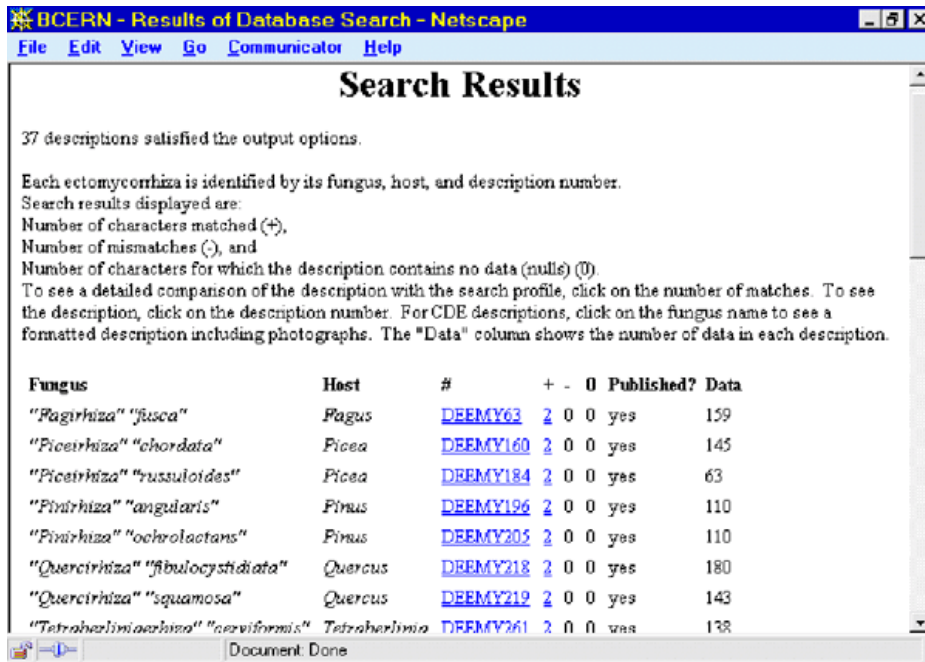 BCERN - Results of Database Search - Netscape
File Edit View Go Communicator Help
Search Results
37 descriptions satisfied the output options.
Each ectomycorrhiza is identified by its fungus, host, and description number.
Search results displayed are:
Number of characters matched (+),
Number of mismatches (-), and
Number of characters for which the description contains no data (nulls) (0).
To see a detailed comparison of the description with the search profile, click on the number of matches. To see
the description, click on the description number. For CDE descriptions, click on the fungus name to see a
formatted description including photographs. The "Data" column shows the number of data in each description.
Fungus Host # + - 0 Published? Data
"Fagirhiza" "fusca" Fagus DEEMY63 2 0 0 yes 159
"Piceirhiza" "chordata" Picea DEEMY160 2 0 0 yes 145
"Piceirhiza" "russuloides" Picea DEEMY184 2 0 0 yes 63
"Pinirhiza" "angularis" Pinus DEEMY196 2 0 0 yes 110
"Pinirhiza" "ochrolactans" Pinus DEEMY205 2 0 0 yes 110
"Quercirhiza" "fibulocystidiata" Quercus DEEMY218 2 0 0 yes 180
"Quercirhiza" "squamosa" Quercus DEEMY219 2 0 0 yes 143
"Tetraberliniaerhiza" "cerviformis" Tetraberlinia DEEMY261 2 0 0 yes 138
Document: Done